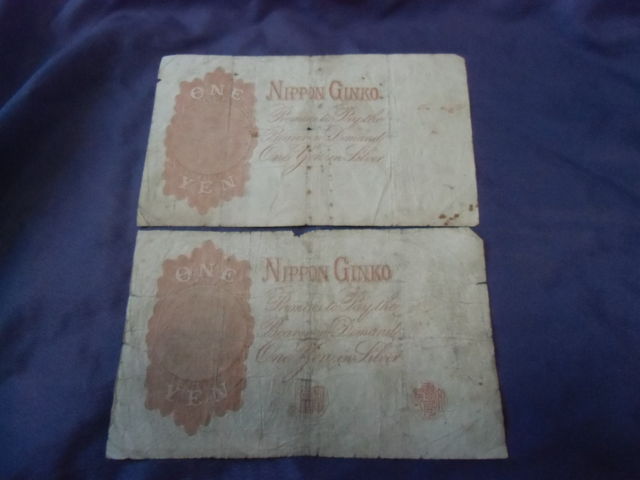 ONE
YEN
NIPPON GINKO
Promises to Pay the
Bearer on Demand
One Yen in Silver
ONE
YEN
NIPPON GINKO
Promises to Pay the
Bearer on Demand
One Yen in Silver